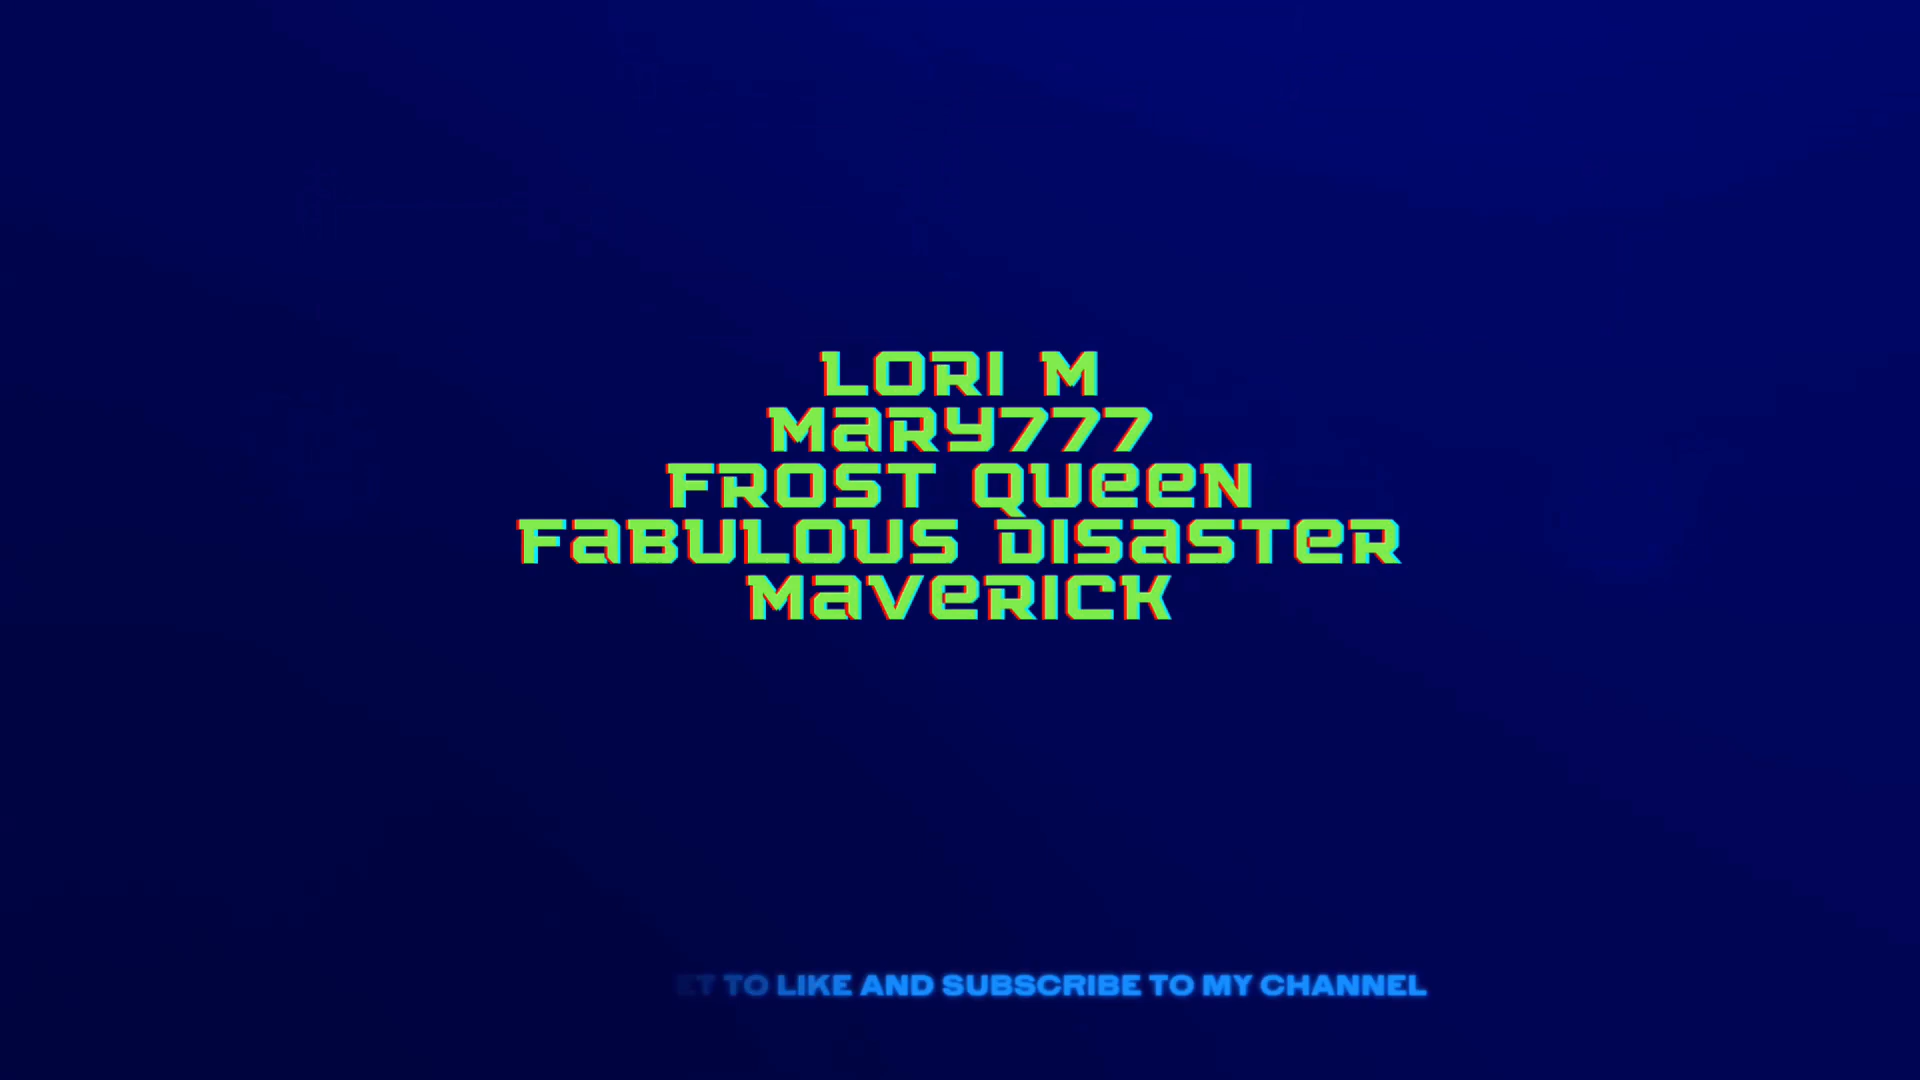 LORI M
MARY777
FROST QUEEN
FABULOUS DISASTER
MAVERICK
TO LIKE AND SUBSCRIBE TO MY CHANNEL